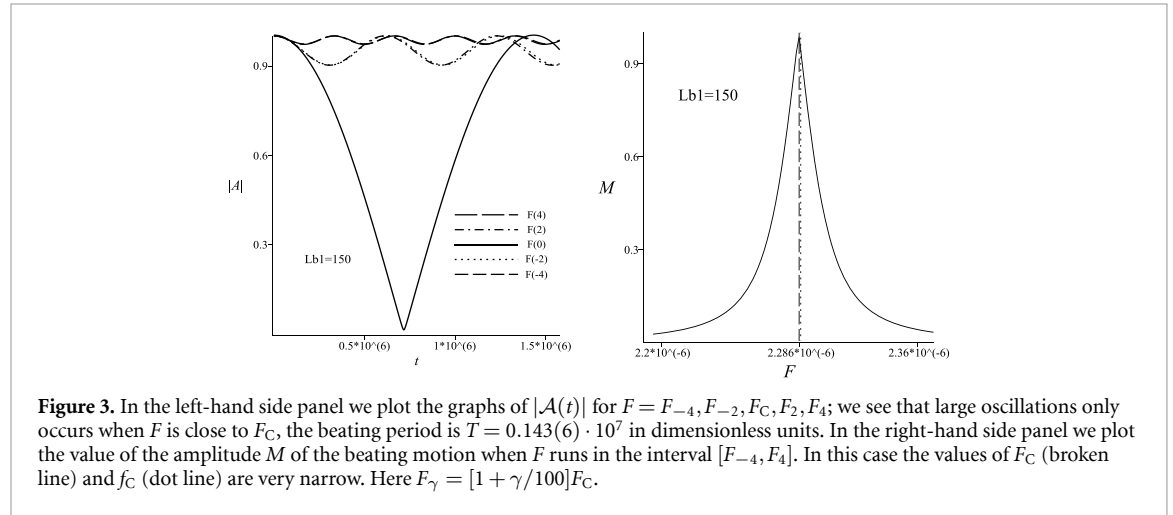 0.9
0.6
|A|
0.3
Lb1=150
F(4)
F(2)
F(0)
F(-2)
F(-4)
0.5*10^(6)
1*10^(6)
1.5*10^(6)
t
0.9
Lb1=150
0.6
M
0.3
2.2*10^(-6)
2.286*10^(-6)
2.36*10^(-6)
F
Figure 3. In the left-hand side panel we plot the graphs of |𝒜(t)| for F = F₋₄, F₋₂, F_C, F₂, F₄; we see that large oscillations only
occurs when F is close to F_C, the beating period is T = 0.143(6) · 10⁷ in dimensionless units. In the right-hand side panel we plot
the value of the amplitude M of the beating motion when F runs in the interval [F₋₄, F₄]. In this case the values of F_C (broken
line) and f_C (dot line) are very narrow. Here F_γ = [1 + γ/100]F_C.